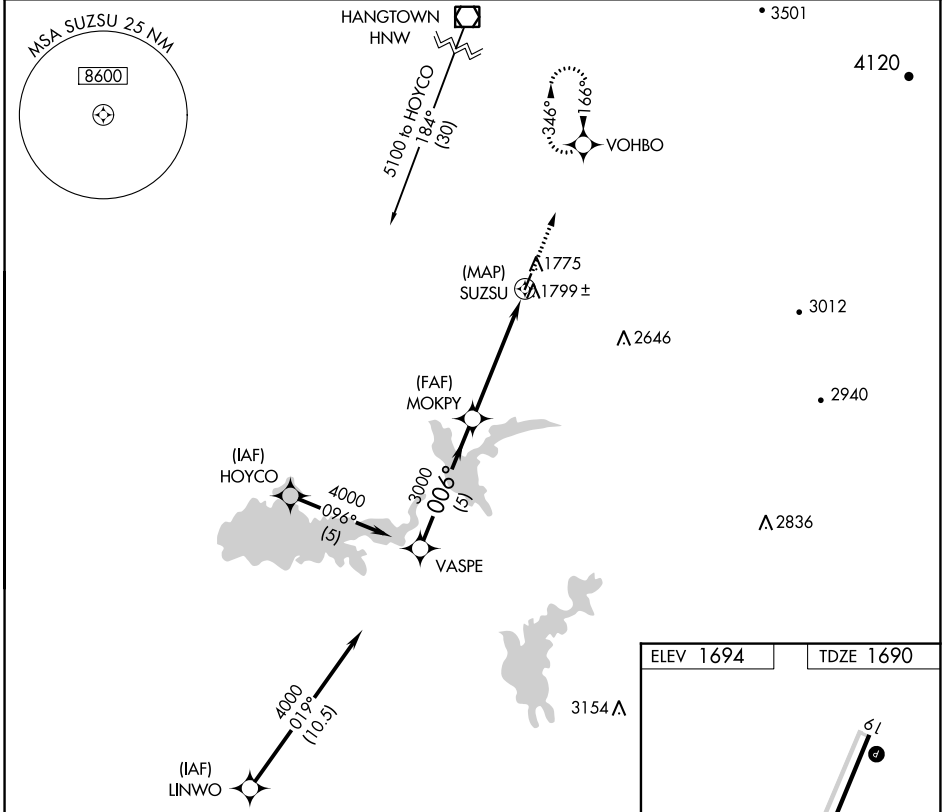 MSA SUZSU 25 NM
8600
HANGTOWN
HNW
5100 to HOYCO
184°
(30)
3501
4120
346°
166°
VOHBO
(MAP)
SUZSU
1775
1799 ±
3012
2646
2940
(FAF)
MOKPY
(IAF)
HOYCO
4000
096°
(5)
3000
006°
(5)
VASPE
2836
4000
019°
(10.5)
(IAF)
LINWO
3154
ELEV 1694
TDZE 1690
19
P